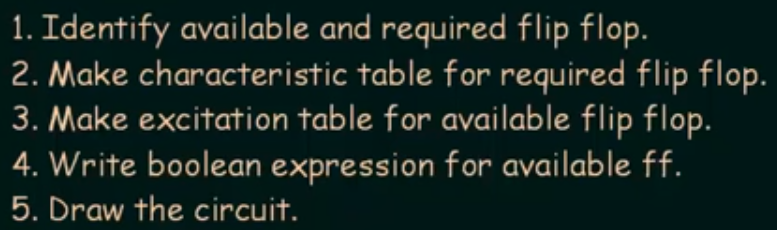 1. Identify available and required flip flop.
2. Make characteristic table for required flip flop.
3. Make excitation table for available flip flop.
4. Write boolean expression for available ff.
5. Draw the circuit.